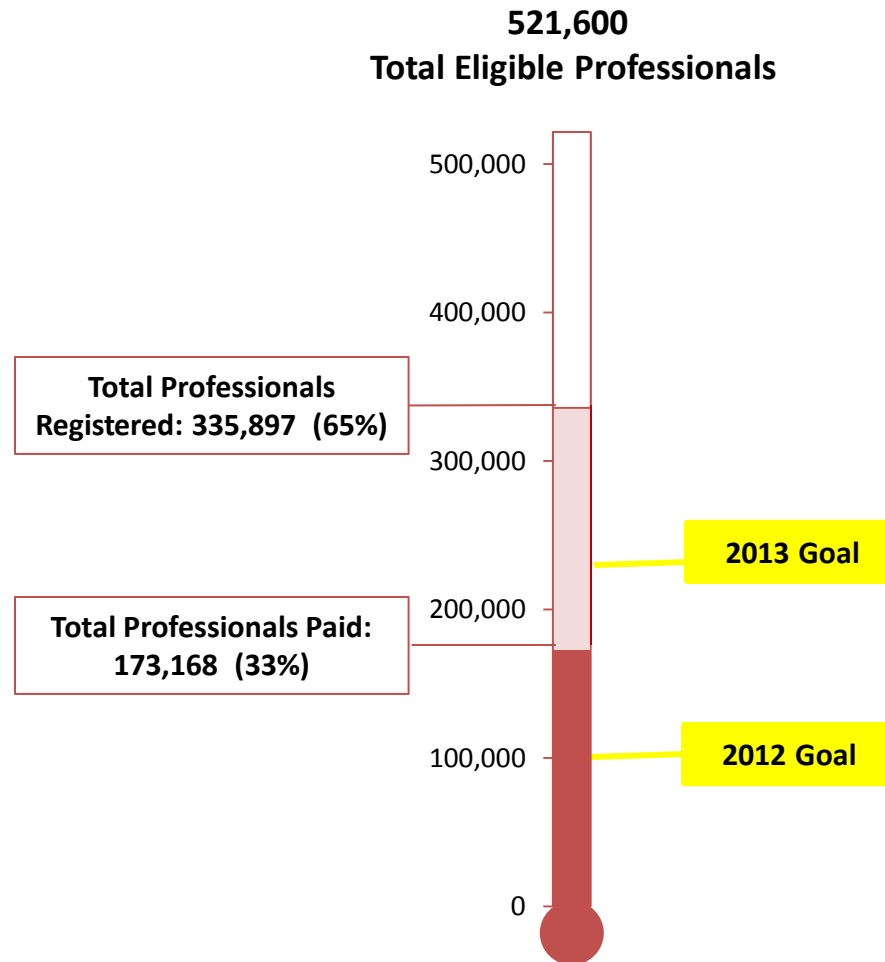 521,600
Total Eligible Professionals
500,000
400,000
Total Professionals
Registered: 335,897 (65%)
300,000
2013 Goal
200,000
Total Professionals Paid:
173,168 (33%)
100,000
2012 Goal
0